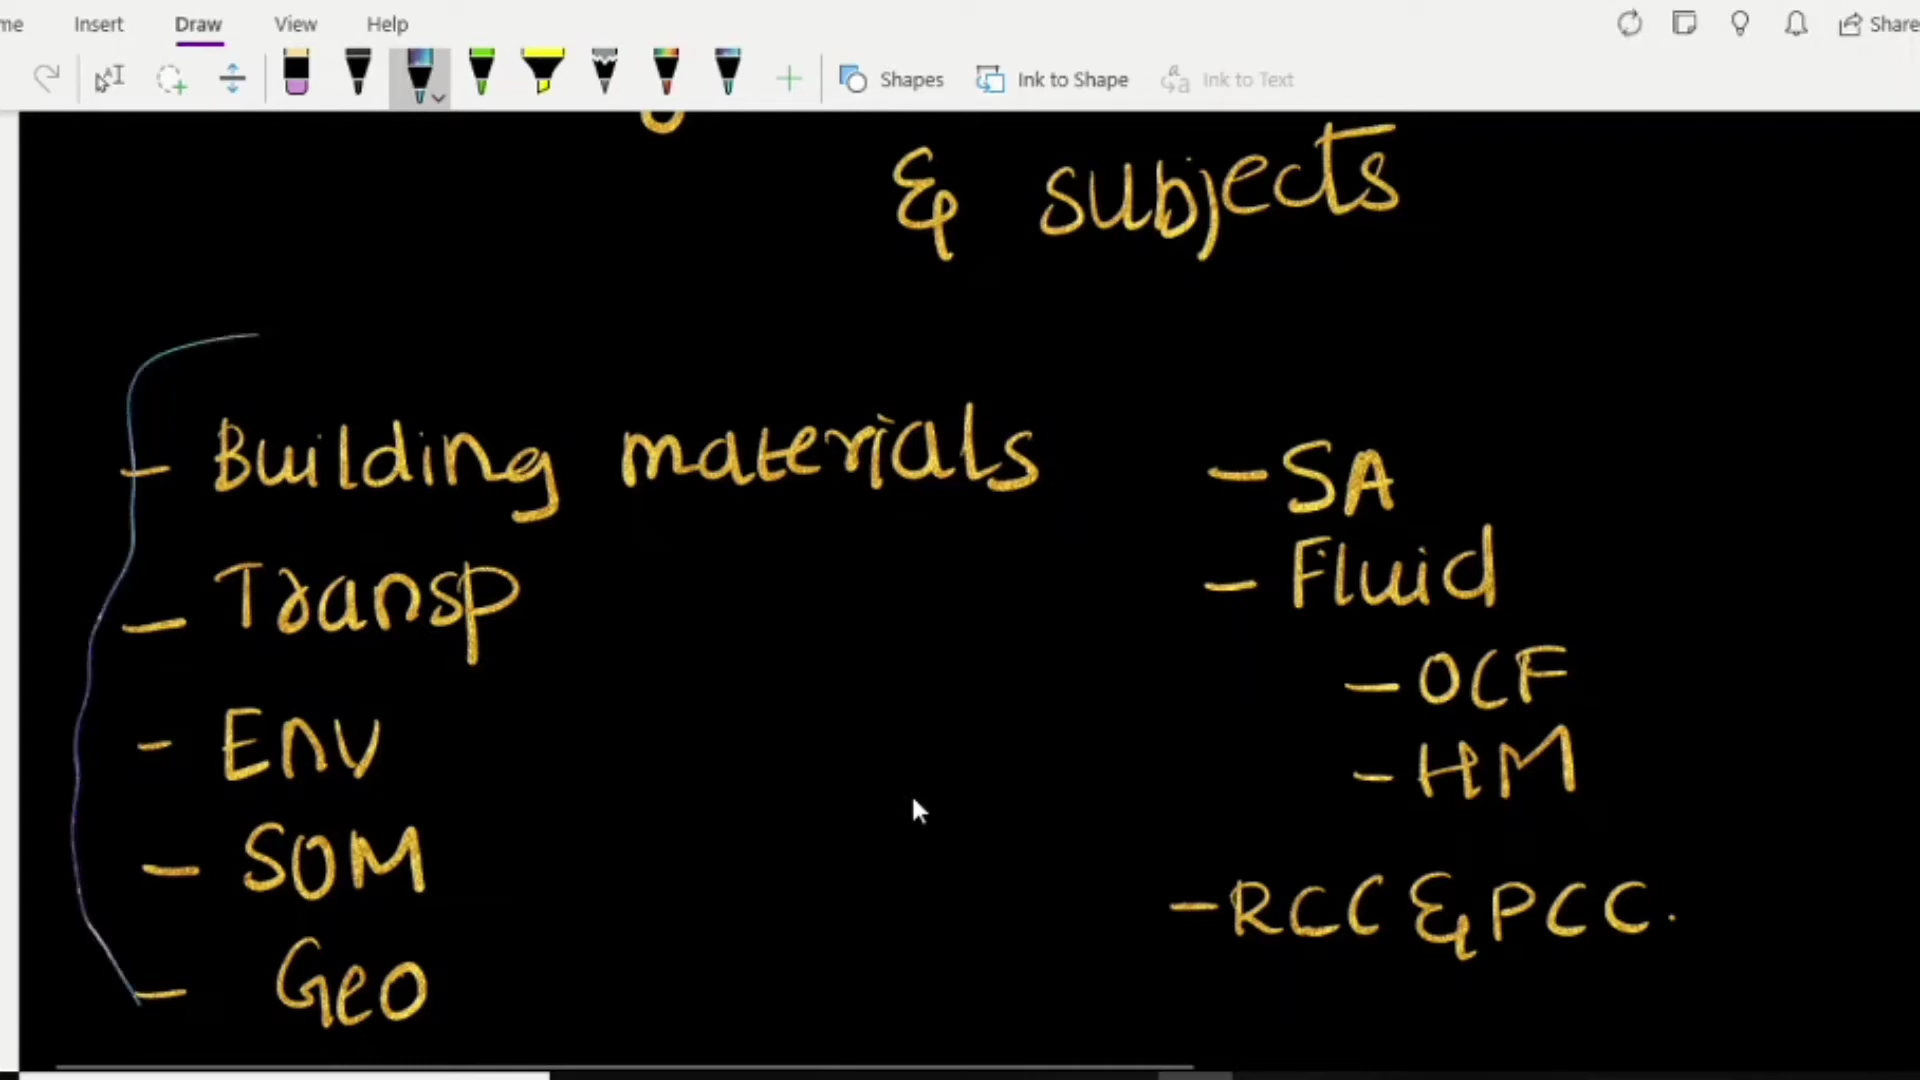 Insert Draw View Help Share
Shapes Ink to Shape Ink to Text
& subjects
- Building materials
- Transp
- Env
- SOM
- Geo
- SA
- Fluid
- OCF
- HM
- RCC & PCC.